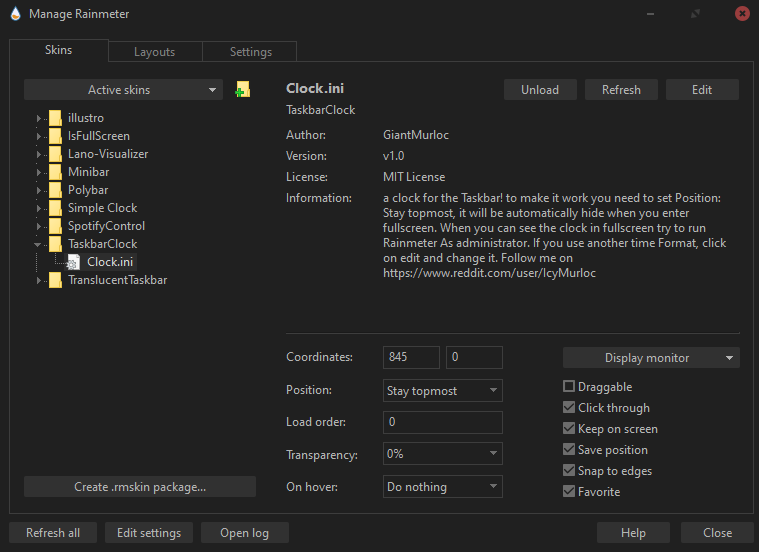 Manage Rainmeter
Skins
Layouts
Settings
Active skins
illustro
IsFullScreen
Lano-Visualizer
Minibar
Polybar
Simple Clock
SpotifyControl
TaskbarClock
Clock.ini
TranslucentTaskbar
Create .rmskin package...
Clock.ini
Unload
Refresh
Edit
TaskbarClock
Author: GiantMurloc
Version: v1.0
License: MIT License
Information: a clock for the Taskbar! to make it work you need to set Position:
Stay topmost, it will be automatically hide when you enter
fullscreen. When you can see the clock in fullscreen try to run
Rainmeter As administrator. If you use another time Format, click
on edit and change it. Follow me on
https://www.reddit.com/user/IcyMurloc
Coordinates: 845 0
Position: Stay topmost
Load order: 0
Transparency: 0%
On hover: Do nothing
Display monitor
Draggable
Click through
Keep on screen
Save position
Snap to edges
Favorite
Refresh all
Edit settings
Open log
Help
Close